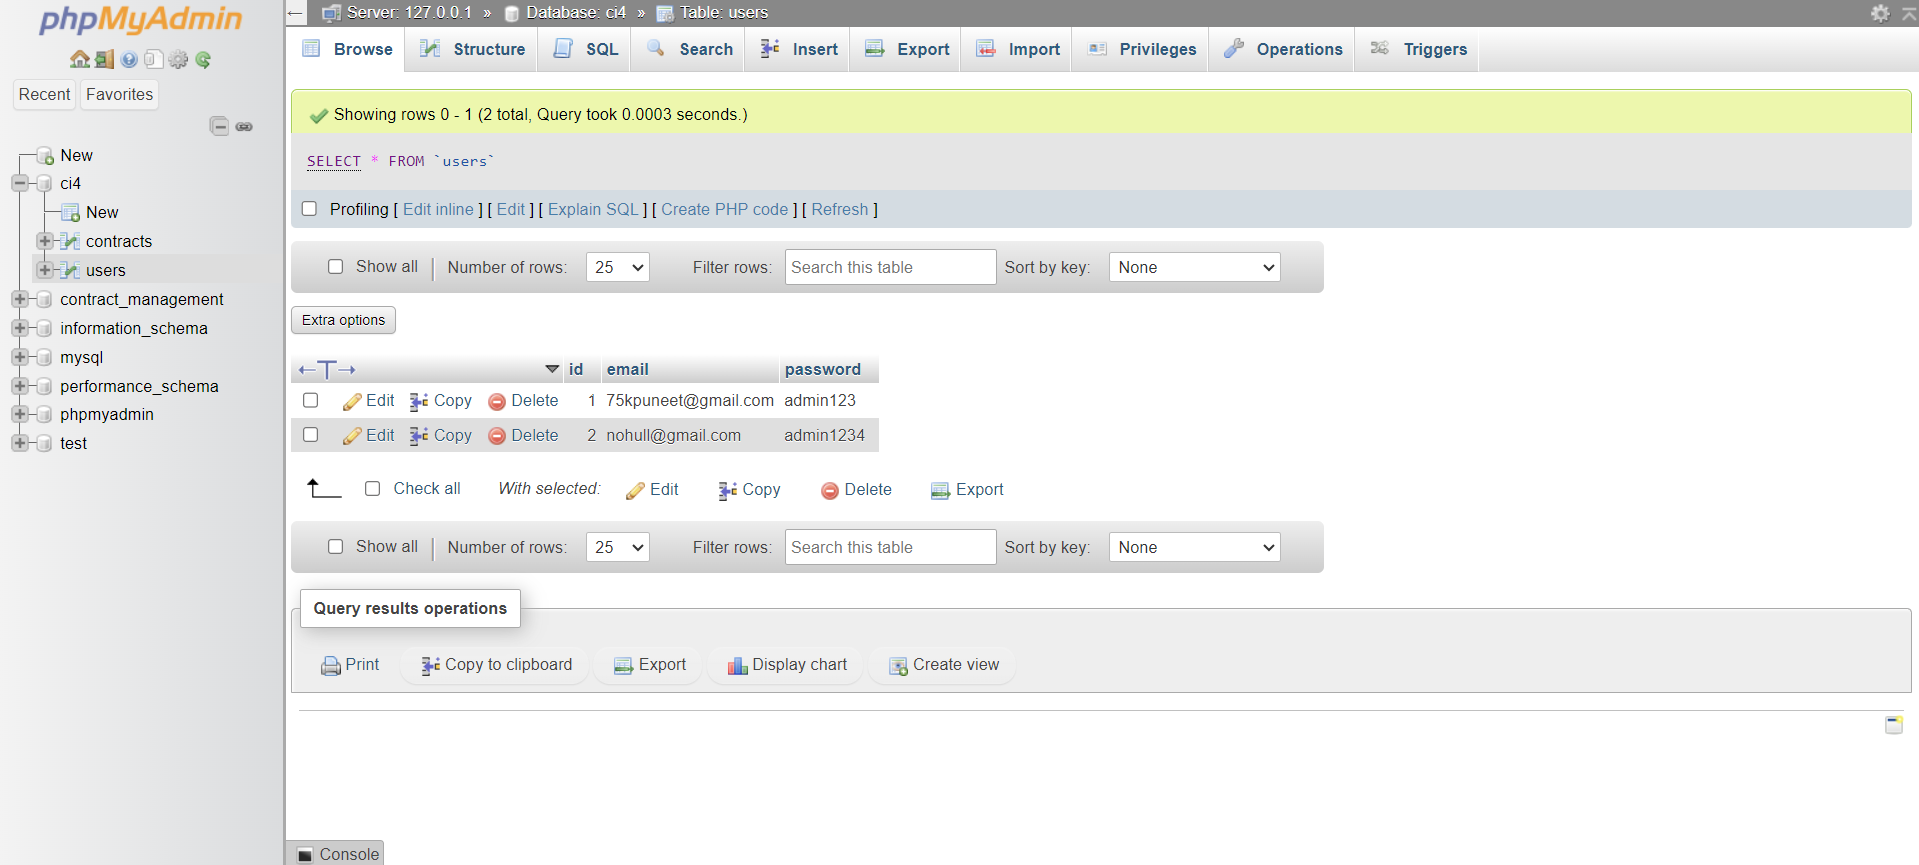 phpMyAdmin
Recent Favorites
New
ci4
New
contracts
users
contract_management
information_schema
mysql
performance_schema
phpmyadmin
test
Server: 127.0.0.1 » Database: ci4 » Table: users
Browse Structure SQL Search Insert Export Import Privileges Operations Triggers
Showing rows 0 - 1 (2 total, Query took 0.0003 seconds.)
SELECT * FROM `users`
Profiling [ Edit inline ] [ Edit ] [ Explain SQL ] [ Create PHP code ] [ Refresh ]
Show all | Number of rows: 25 Filter rows: Search this table Sort by key: None
Extra options
←T→ id email password
Edit Copy Delete 1 75kpuneet@gmail.com admin123
Edit Copy Delete 2 nohull@gmail.com admin1234
Check all With selected: Edit Copy Delete Export
Show all | Number of rows: 25 Filter rows: Search this table Sort by key: None
Query results operations
Print Copy to clipboard Export Display chart Create view
Console